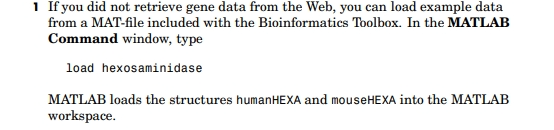 1 If you did not retrieve gene data from the Web, you can load example data
from a MAT-file included with the Bioinformatics Toolbox. In the MATLAB
Command window, type
load hexosaminidase
MATLAB loads the structures humanHEXA and mouseHEXA into the MATLAB
workspace.